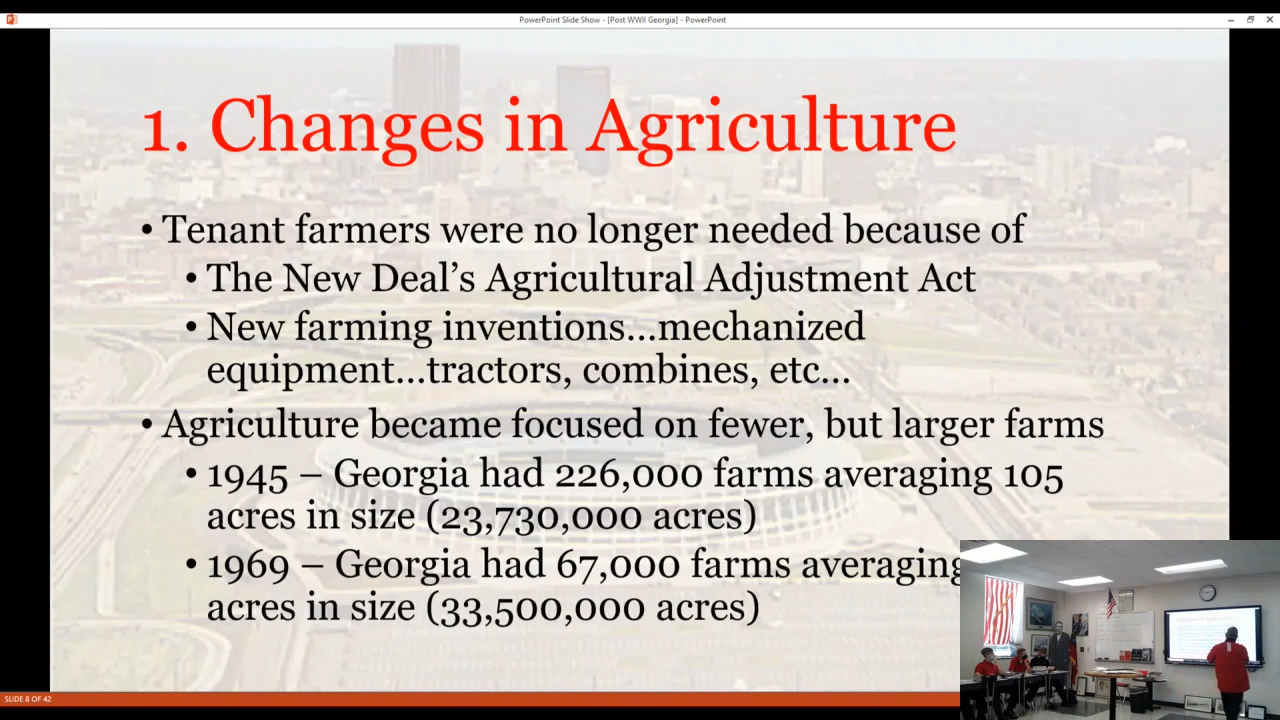 PowerPoint Slide Show - [Post WWII Georgia] - PowerPoint
1. Changes in Agriculture
• Tenant farmers were no longer needed because of
• The New Deal’s Agricultural Adjustment Act
• New farming inventions…mechanized
equipment…tractors, combines, etc…
• Agriculture became focused on fewer, but larger farms
• 1945 – Georgia had 226,000 farms averaging 105
acres in size (23,730,000 acres)
• 1969 – Georgia had 67,000 farms averaging
acres in size (33,500,000 acres)
SLIDE 8 OF 42